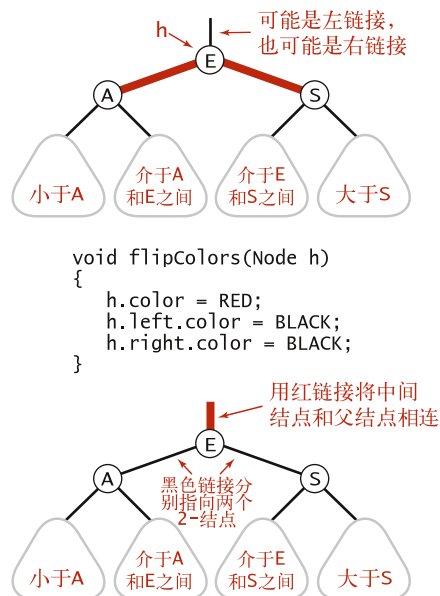 可能是左链接，
也可能是右链接
h
E
A
S
小于A
介于A
和E之间
介于E
和S之间
大于S
void flipColors(Node h)
{
   h.color = RED;
   h.left.color = BLACK;
   h.right.color = BLACK;
}
用红链接将中间
结点和父结点相连
E
A
S
黑色链接分
别指向两个
2-结点
小于A
介于A
和E之间
介于E
和S之间
大于S